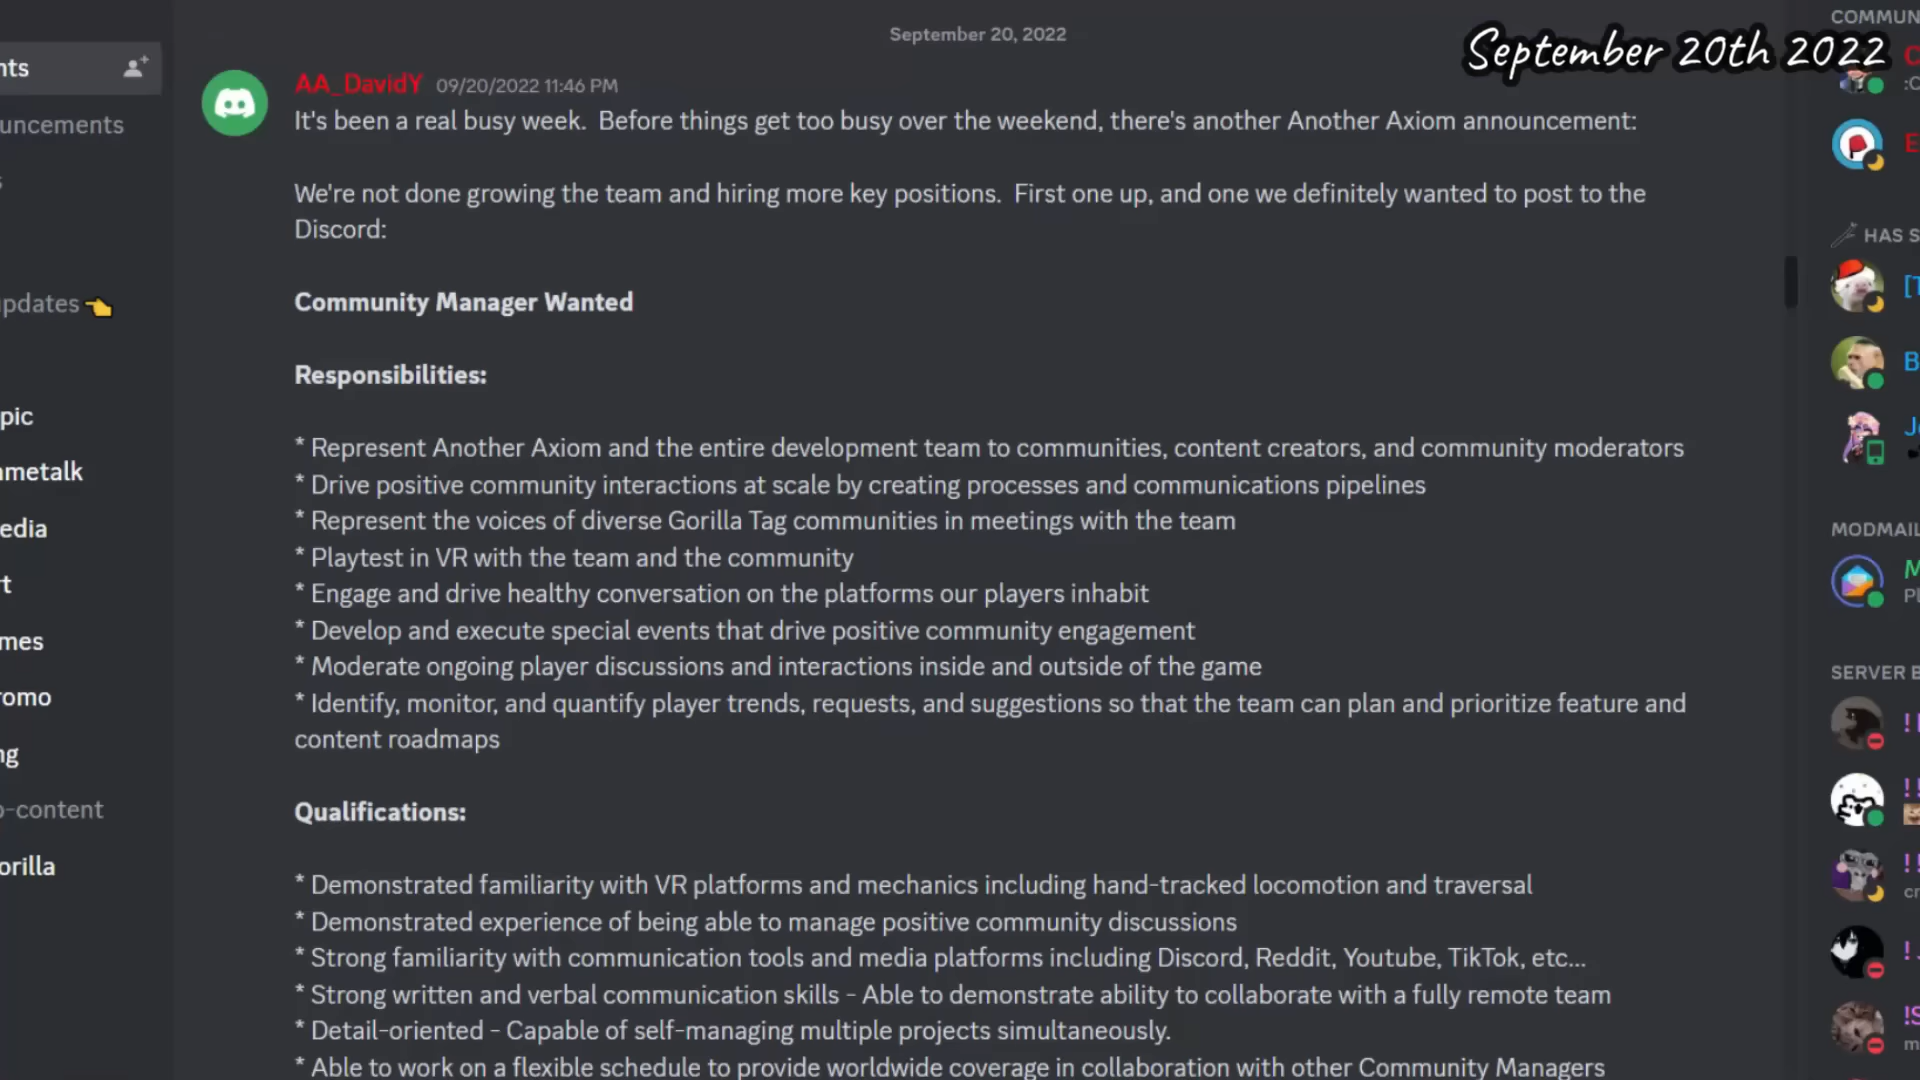 September 20, 2022
September 20th 2022
AA_DavidY 09/20/2022 11:46 PM
It's been a real busy week. Before things get too busy over the weekend, there's another Another Axiom announcement:
We're not done growing the team and hiring more key positions. First one up, and one we definitely wanted to post to the
Discord:
Community Manager Wanted
Responsibilities:
* Represent Another Axiom and the entire development team to communities, content creators, and community moderators
* Drive positive community interactions at scale by creating processes and communications pipelines
* Represent the voices of diverse Gorilla Tag communities in meetings with the team
* Playtest in VR with the team and the community
* Engage and drive healthy conversation on the platforms our players inhabit
* Develop and execute special events that drive positive community engagement
* Moderate ongoing player discussions and interactions inside and outside of the game
* Identify, monitor, and quantify player trends, requests, and suggestions so that the team can plan and prioritize feature and
content roadmaps
Qualifications:
* Demonstrated familiarity with VR platforms and mechanics including hand-tracked locomotion and traversal
* Demonstrated experience of being able to manage positive community discussions
* Strong familiarity with communication tools and media platforms including Discord, Reddit, Youtube, TikTok, etc...
* Strong written and verbal communication skills - Able to demonstrate ability to collaborate with a fully remote team
* Detail-oriented - Capable of self-managing multiple projects simultaneously.
* Able to work on a flexible schedule to provide worldwide coverage in collaboration with other Community Managers
nts
uncements
s
updates
pic
ametalk
edia
t
mes
romo
ng
o-content
orilla
COMMUN
C
:C
E
HAS S
[T
B
Jo
MODMAIL
M
Pl
SERVER B
! I
! !
! !
cr
! J
!S
m